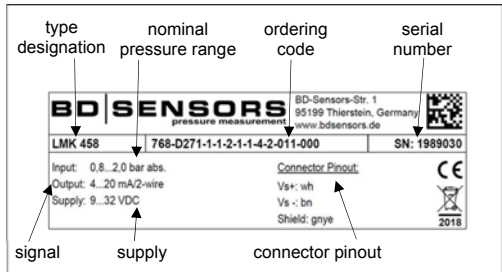 type designation
nominal pressure range
ordering code
serial number
BD SENSORS
pressure measurement
BD-Sensors-Str. 1
95199 Thierstein, Germany
www.bdsensors.de
LMK 458
768-D271-1-1-2-1-1-4-2-011-000
SN: 1989030
Input: 0,8...2,0 bar abs.
Output: 4...20 mA/2-wire
Supply: 9...32 VDC
Connector Pinout:
Vs+: wh
Vs -: bn
Shield: gnye
CE
2018
signal
supply
connector pinout